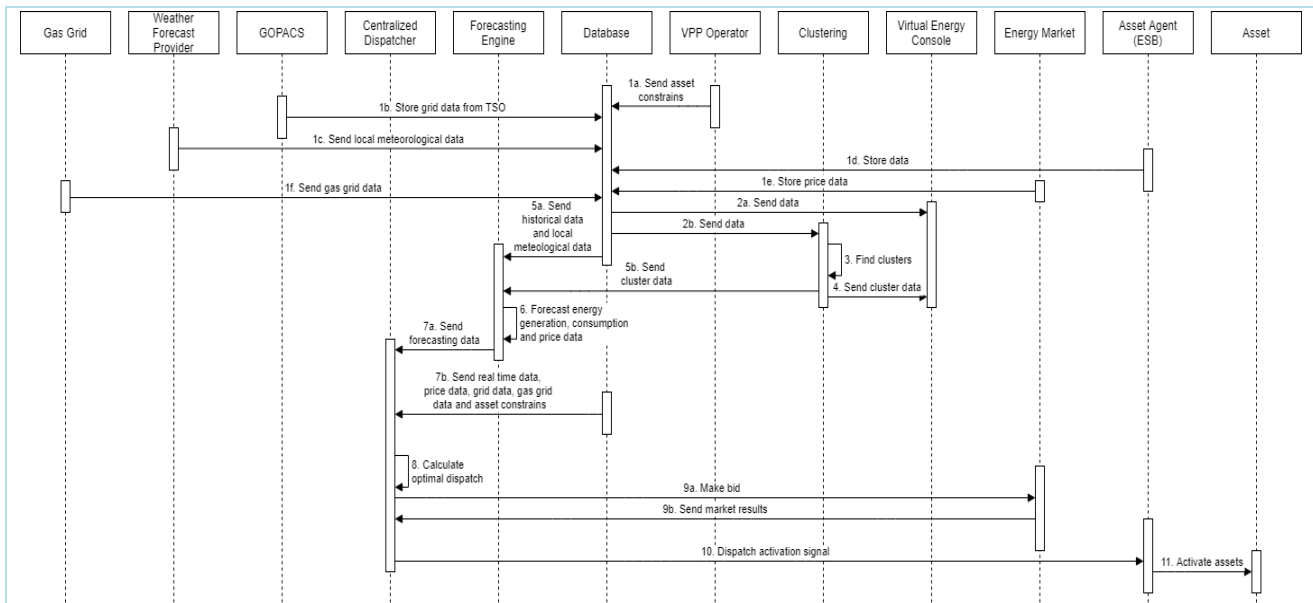 Gas Grid
Weather
Forecast
Provider
GOPACS
Centralized
Dispatcher
Forecasting
Engine
Database
VPP Operator
Clustering
Virtual Energy
Console
Energy Market
Asset Agent
(ESB)
Asset
1a. Send asset
constrains
1b. Store grid data from TSO
1c. Send local meteorological data
1d. Store data
1e. Store price data
1f. Send gas grid data
2a. Send data
5a. Send
historical data
and local
meteological data
2b. Send data
3. Find clusters
5b. Send
cluster data
4. Send cluster data
6. Forecast energy
generation, consumption
and price data
7a. Send
forecasting data
7b. Send real time data,
price data, grid data, gas grid
data and asset constrains
8. Calculate
optimal dispatch
9a. Make bid
9b. Send market results
10. Dispatch activation signal
11. Activate assets